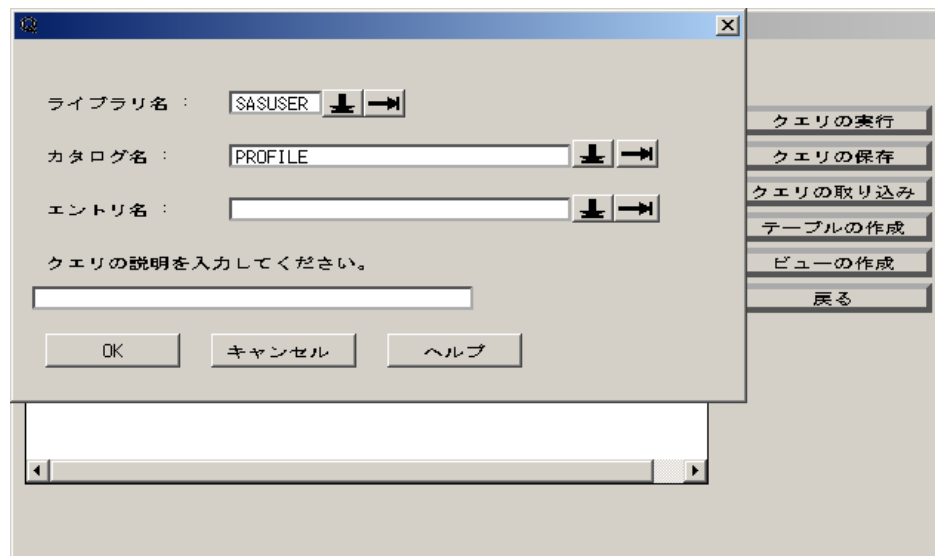 ライブラリ名 : SASUSER
カタログ名 : PROFILE
エントリ名 :
クエリの説明を入力してください。
OK キャンセル ヘルプ
クエリの実行
クエリの保存
クエリの取り込み
テーブルの作成
ビューの作成
戻る